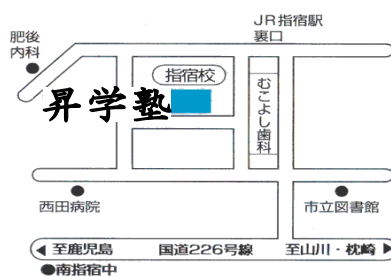 JR指宿駅
裏口
肥後
内科
指宿校
昇学塾
むこよし歯科
西田病院
市立図書館
◀至鹿児島 国道226号線 至山川・枕崎▶
南指宿中